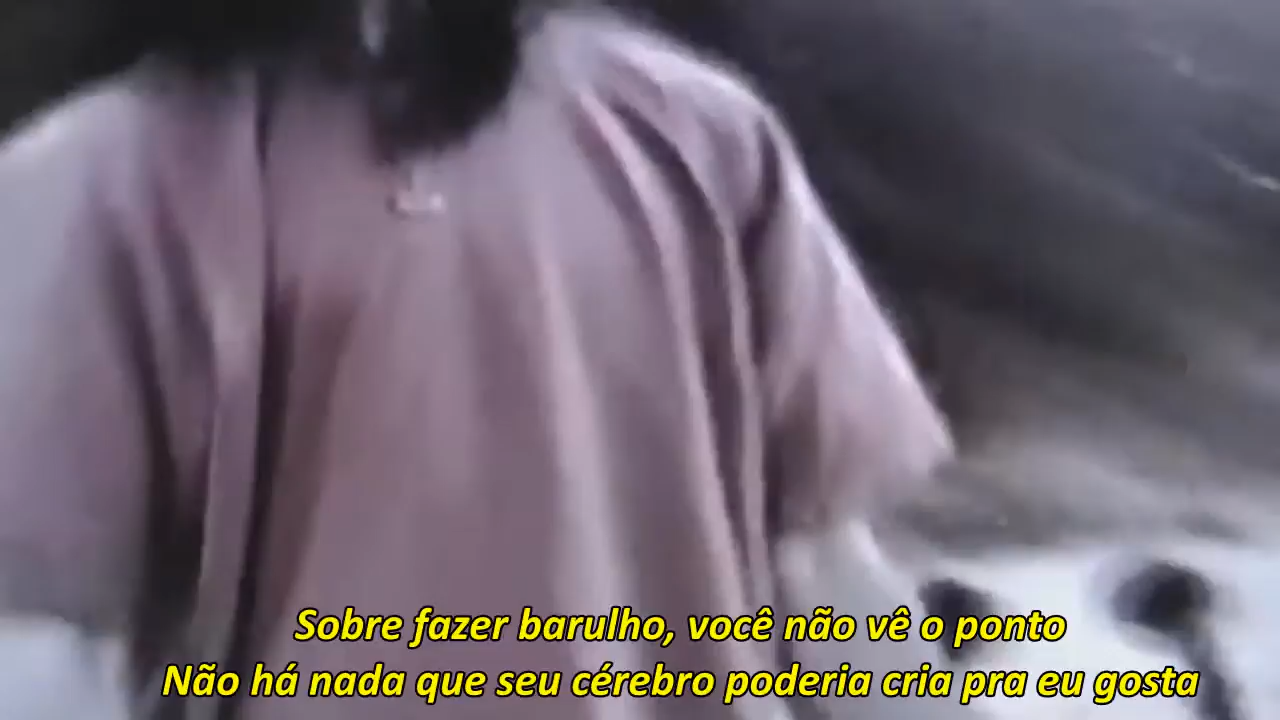 Sobre fazer barulho, você não vê o ponto
Não há nada que seu cérebro poderia cria pra eu gosta